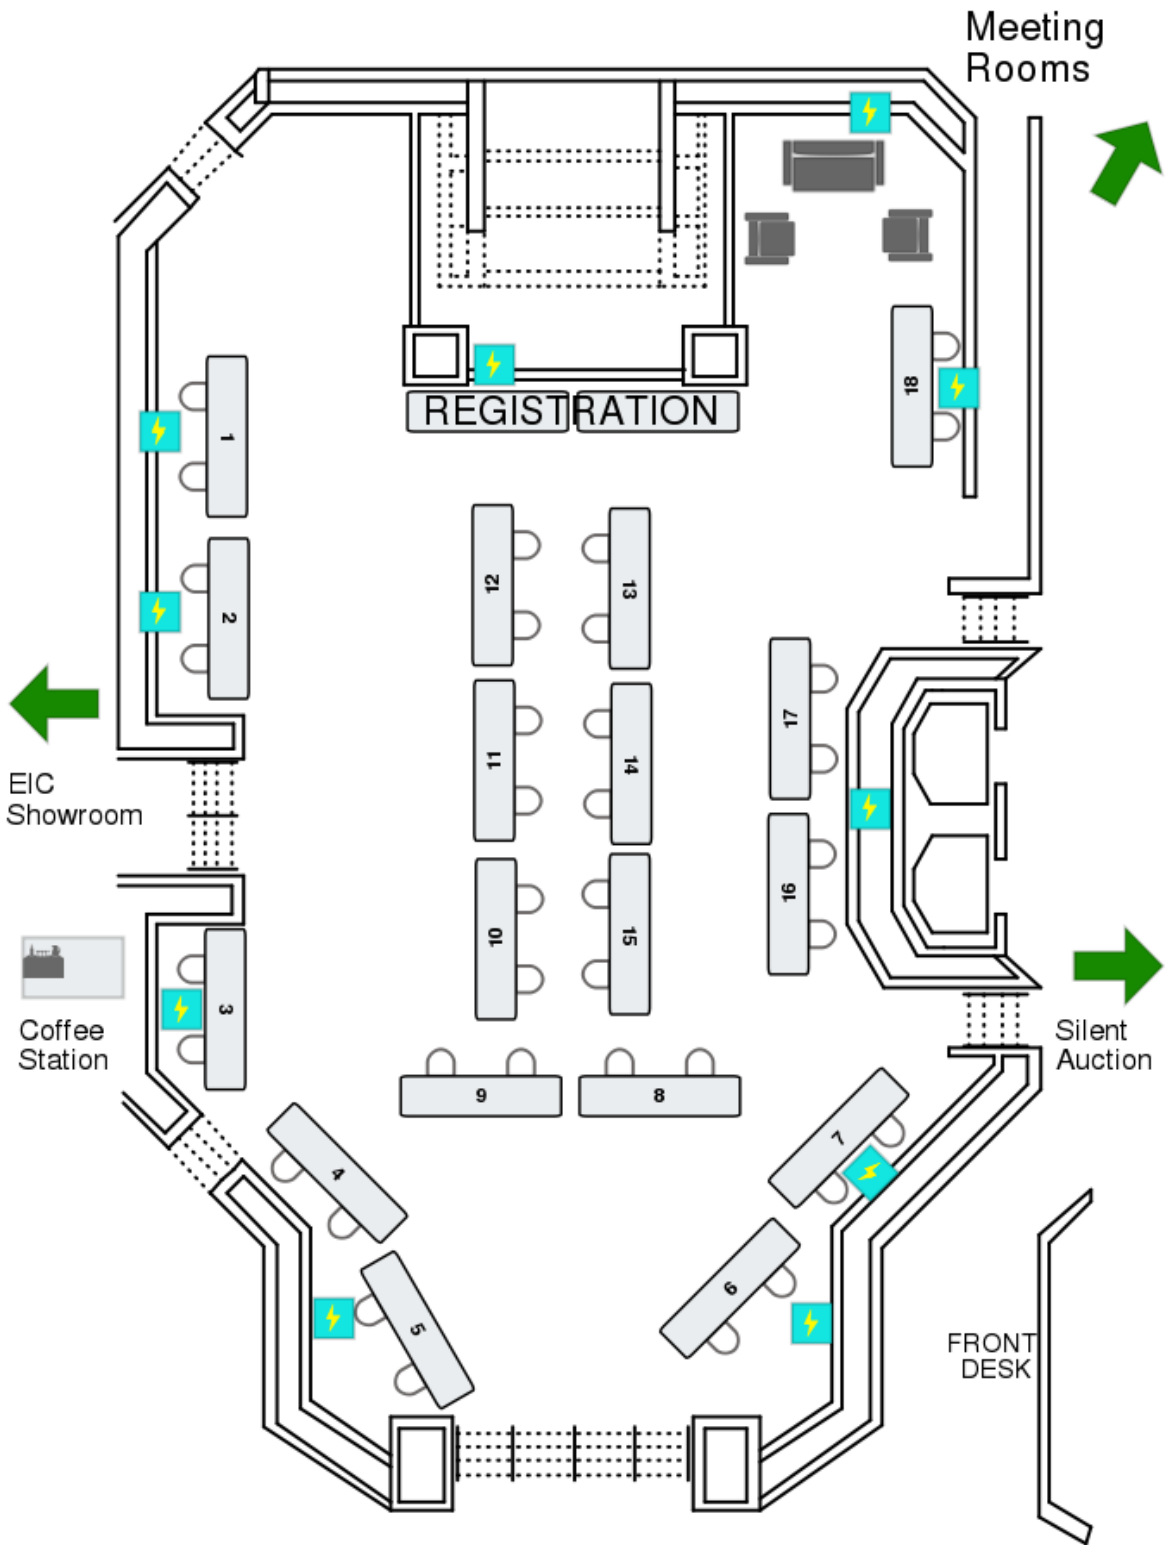 Meeting
Rooms
REGISTRATION
18
1
12
13
2
17
EIC
Showroom
11
14
16
10
15
3
Coffee
Station
Silent
Auction
9
8
7
4
6
5
FRONT
DESK